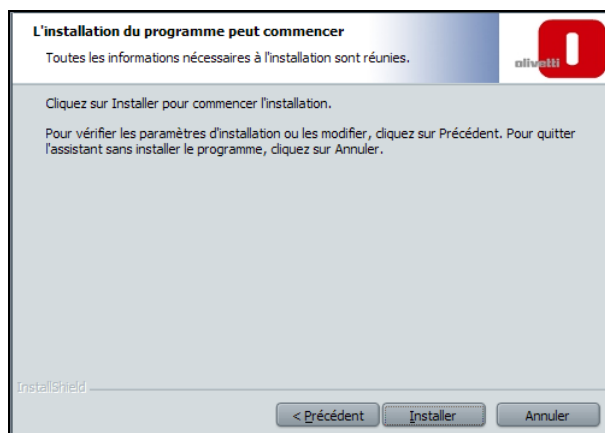 L'installation du programme peut commencer
Toutes les informations nécessaires à l'installation sont réunies.
olivetti
Cliquez sur Installer pour commencer l'installation.
Pour vérifier les paramètres d'installation ou les modifier, cliquez sur Précédent. Pour quitter
l'assistant sans installer le programme, cliquez sur Annuler.
InstallShield
< Précédent Installer Annuler